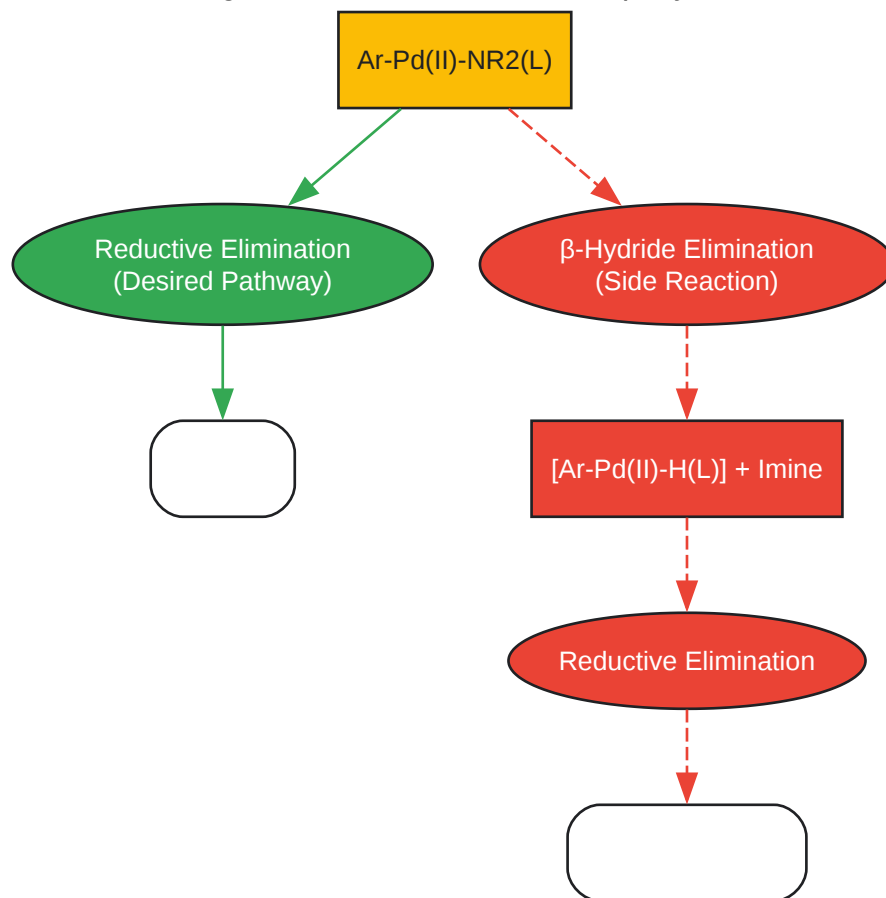 Ar-Pd(II)-NR2(L)
Reductive Elimination
(Desired Pathway)
β-Hydride Elimination
(Side Reaction)
[Ar-Pd(II)-H(L)] + Imine
Reductive Elimination